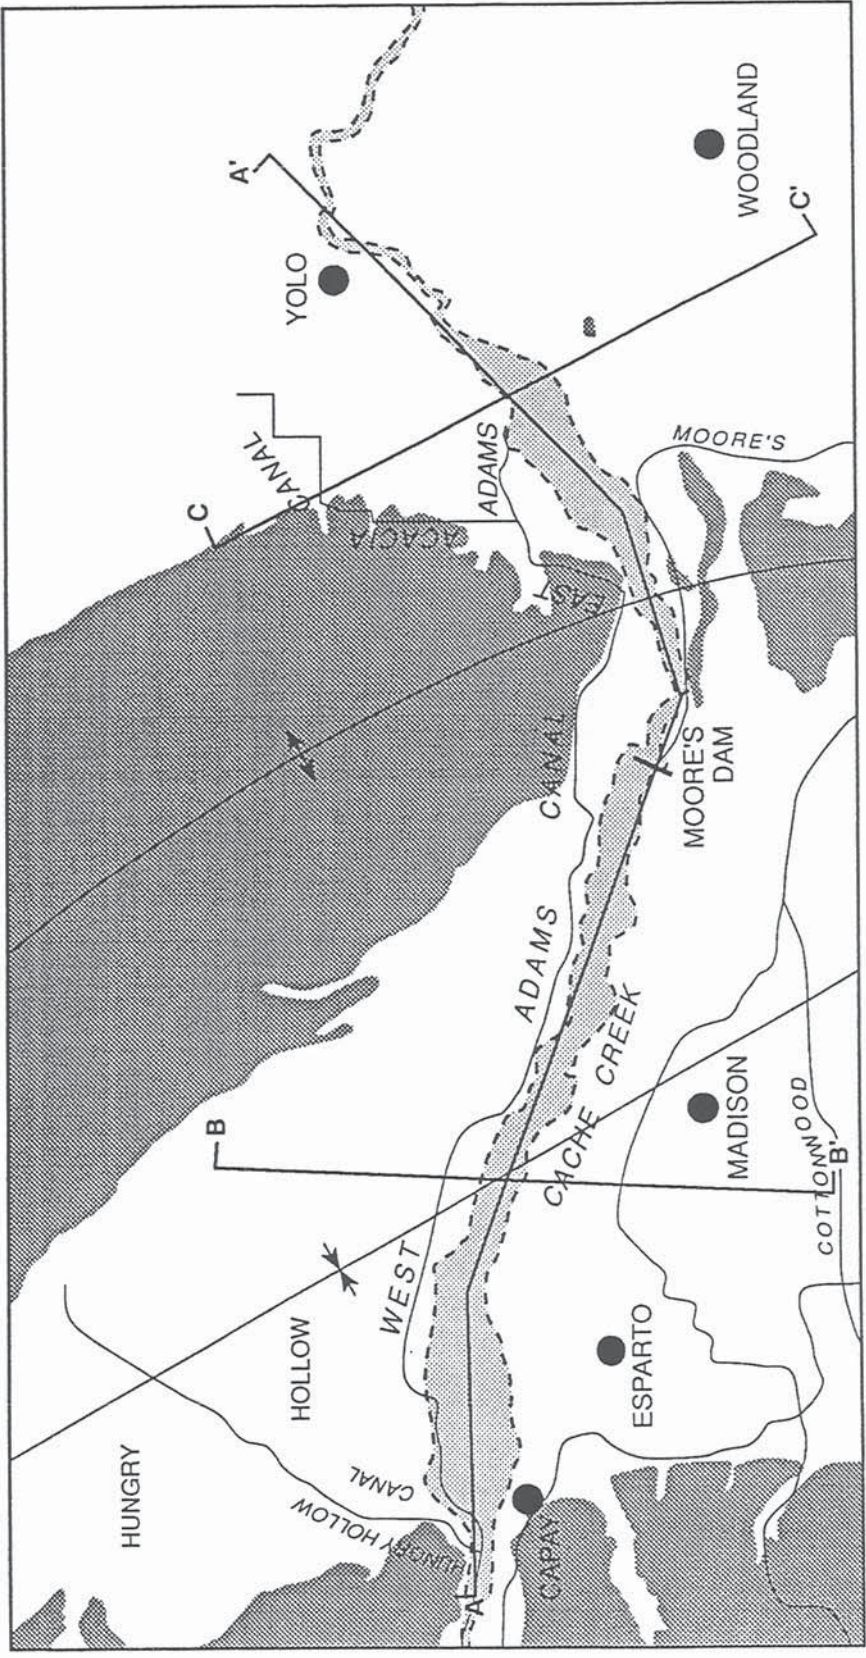 HUNGRY
HOLLOW
HUNGRY HOLLOW
CANAL
A
CAPAY
ESPARTO
WEST
B
B'
CACHE CREEK
MADISON
COTTONWOOD
ADAMS
CANAL
MOORE'S
DAM
EAST
ADAMS
ACACIA
CANAL
C
MOORE'S
YOLO
A'
C'
WOODLAND